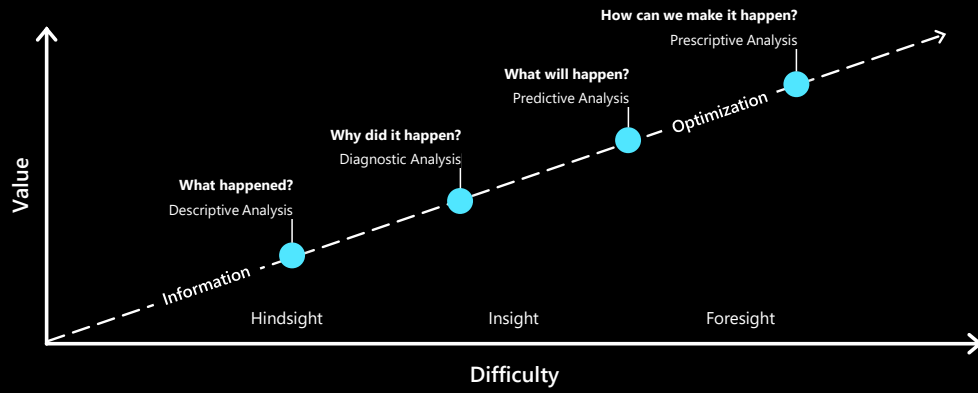 How can we make it happen?
Prescriptive Analysis
What will happen?
Predictive Analysis
Optimization
Why did it happen?
Diagnostic Analysis
What happened?
Descriptive Analysis
Information
Value
Hindsight
Insight
Foresight
Difficulty